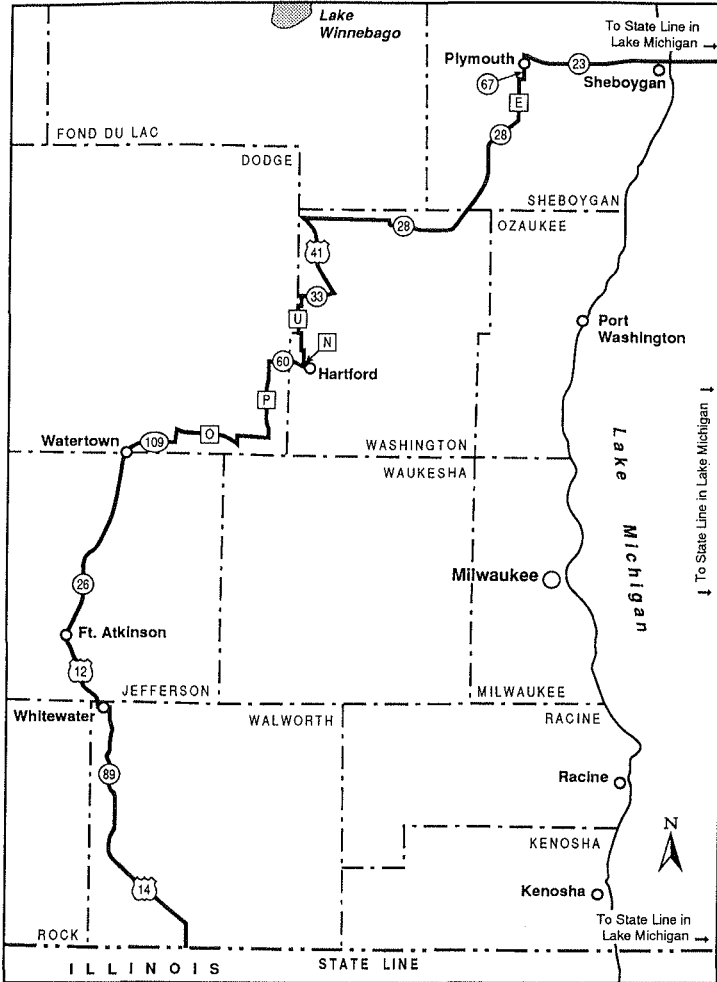 Lake
Winnebago
To State Line in
Lake Michigan
Plymouth
23
67
Sheboygan
E
FOND DU LAC
28
DODGE
SHEBOYGAN
28
OZAUKEE
41
33
U
N
Port
Washington
60
Hartford
P
Watertown
109
O
WASHINGTON
WAUKESHA
Lake Michigan
To State Line in Lake Michigan
Milwaukee
26
Ft. Atkinson
12
JEFFERSON
MILWAUKEE
Whitewater
WALWORTH
RACINE
89
Racine
N
KENOSHA
14
Kenosha
To State Line in
Lake Michigan
ROCK
STATE LINE
ILLINOIS